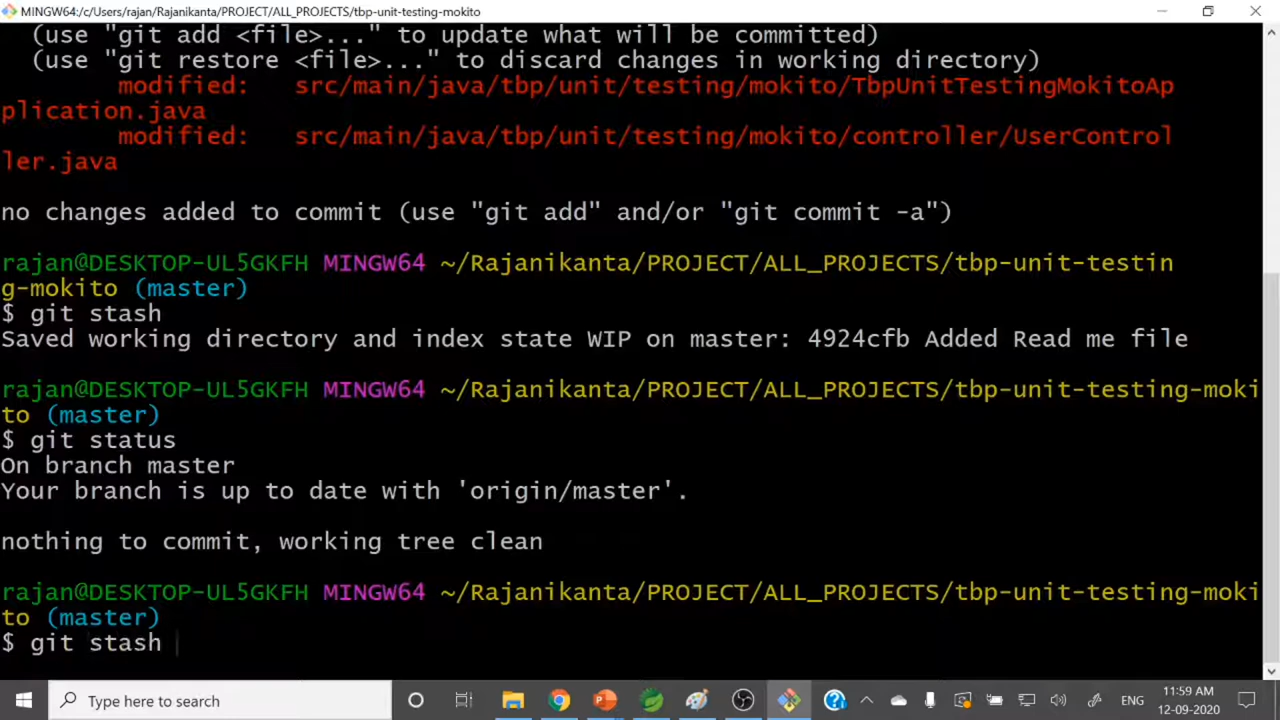 MINGW64:/c/Users/rajan/Rajanikanta/PROJECT/ALL_PROJECTS/tbp-unit-testing-mokito
(use "git add <file>..." to update what will be committed)
(use "git restore <file>..." to discard changes in working directory)
modified:   src/main/java/tbp/unit/testing/mokito/TbpUnitTestingMokitoAp
plication.java
modified:   src/main/java/tbp/unit/testing/mokito/controller/UserControl
ler.java
no changes added to commit (use "git add" and/or "git commit -a")
rajan@DESKTOP-UL5GKFH MINGW64 ~/Rajanikanta/PROJECT/ALL_PROJECTS/tbp-unit-testin
g-mokito (master)
$ git stash
Saved working directory and index state WIP on master: 4924cfb Added Read me file
rajan@DESKTOP-UL5GKFH MINGW64 ~/Rajanikanta/PROJECT/ALL_PROJECTS/tbp-unit-testing-moki
to (master)
$ git status
On branch master
Your branch is up to date with 'origin/master'.
nothing to commit, working tree clean
rajan@DESKTOP-UL5GKFH MINGW64 ~/Rajanikanta/PROJECT/ALL_PROJECTS/tbp-unit-testing-moki
to (master)
$ git stash
Type here to search
ENG
11:59 AM
12-09-2020